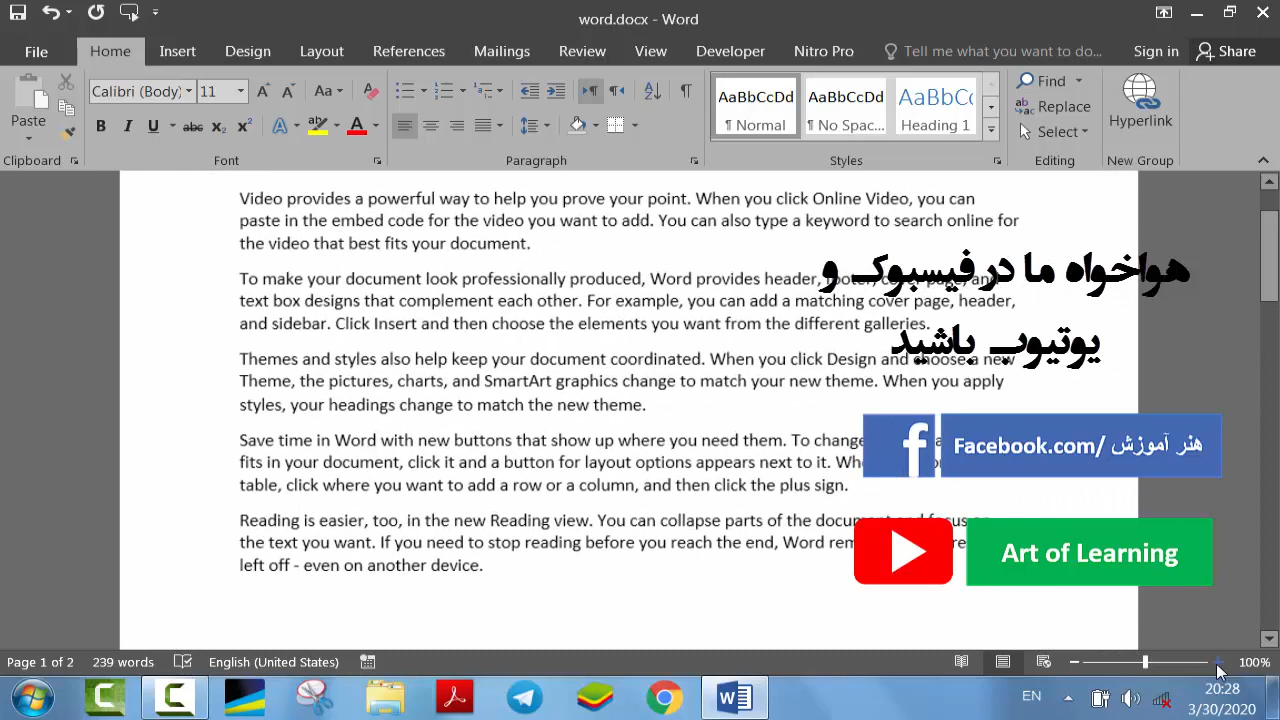 word.docx - Word
File Home Insert Design Layout References Mailings Review View Developer Nitro Pro Tell me what you want to do... Sign in Share
Paste
Clipboard
Calibri (Body) 11
Font
Paragraph
AaBbCcDd AaBbCcDd AaBbCc
¶ Normal ¶ No Spac... Heading 1
Styles
Find
Replace
Select
Editing
Hyperlink
New Group
Video provides a powerful way to help you prove your point. When you click Online Video, you can
paste in the embed code for the video you want to add. You can also type a keyword to search online for
the video that best fits your document.
To make your document look professionally produced, Word provides header, footer, cover page, and
text box designs that complement each other. For example, you can add a matching cover page, header,
and sidebar. Click Insert and then choose the elements you want from the different galleries.
Themes and styles also help keep your document coordinated. When you click Design and choose a new
Theme, the pictures, charts, and SmartArt graphics change to match your new theme. When you apply
styles, your headings change to match the new theme.
Save time in Word with new buttons that show up where you need them. To change
fits in your document, click it and a button for layout options appears next to it.
table, click where you want to add a row or a column, and then click the plus sign.
Reading is easier, too, in the new Reading view. You can collapse parts of the document and focus on
the text you want. If you need to stop reading before you reach the end, Word
left off - even on another device.
هواخواه ما در فیسبوک و
یوتیوب باشید
f Facebook.com/ هنر آموزش
Art of Learning
Page 1 of 2 239 words English (United States) 100%
EN
20:28
3/30/2020